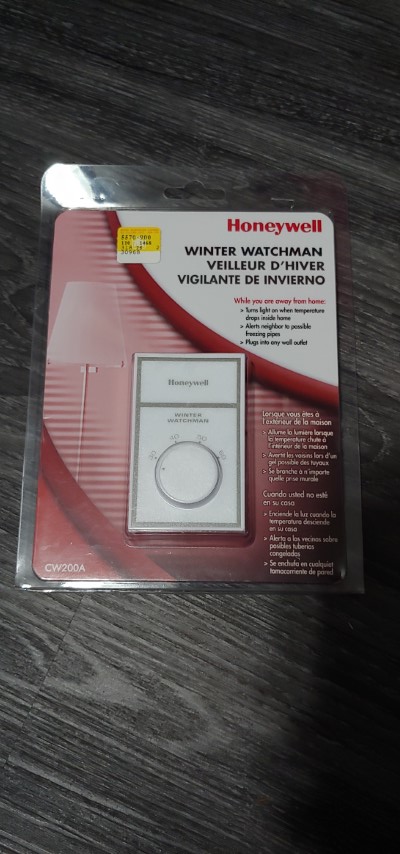 Honeywell
WINTER WATCHMAN
VEILLEUR D'HIVER
VIGILANTE DE INVIERNO
While you are away from home:
> Turns light on when temperature
drops inside home
> Alerts neighbor to possible
freezing pipes
> Plugs into any wall outlet
Honeywell
WINTER
WATCHMAN
30 40 50 60
Lorsque vous êtes à
l'extérieur de la maison
> Allume la lumière lorsque
la température chute à
l'intérieur de la maison
> Avertit les voisins lors d'un
gel possible des tuyaux
> Se branche à n'importe
quelle prise murale
Cuando usted no esté
en su casa
> Enciende la luz cuando la
temperatura desciende
en su casa
> Alerta a los vecinos sobre
posibles tuberías
congeladas
> Se enchufa en cualquier
tomacorriente de pared
CW200A